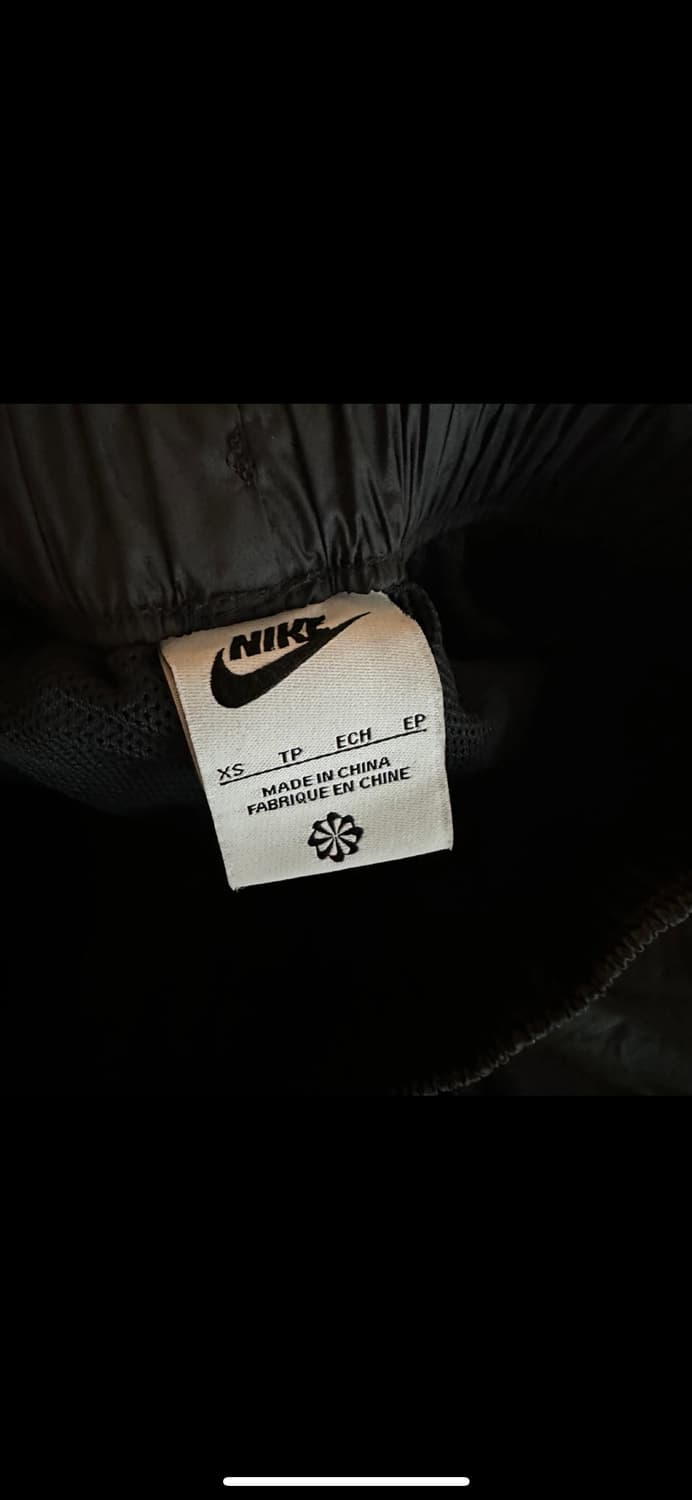 NIKE
XS TP ECH EP
MADE IN CHINA
FABRIQUE EN CHINE